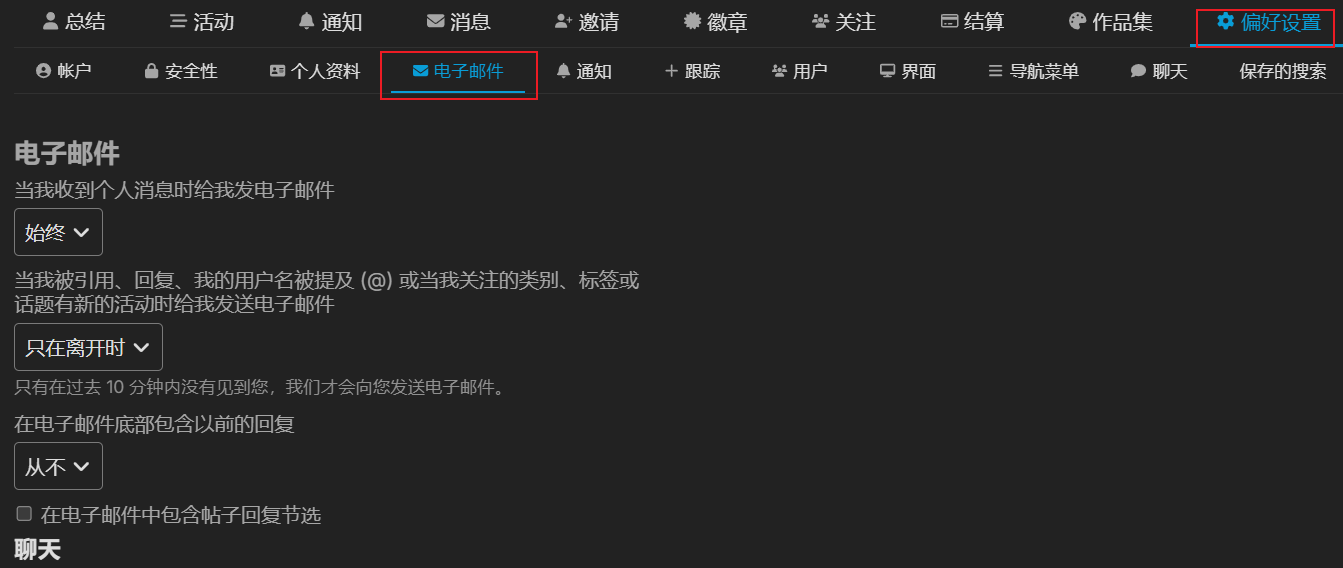 总结 活动 通知 消息 邀请 徽章 关注 结算 作品集 偏好设置
帐户 安全性 个人资料 电子邮件 通知 跟踪 用户 界面 导航菜单 聊天 保存的搜索
电子邮件
当我收到个人消息时给我发电子邮件
始终
当我被引用、回复、我的用户名被提及 (@) 或当我关注的类别、标签或
话题有新的活动时给我发送电子邮件
只在离开时
只有在过去 10 分钟内没有见到您，我们才会向您发送电子邮件。
在电子邮件底部包含以前的回复
从不
在电子邮件中包含帖子回复节选
聊天